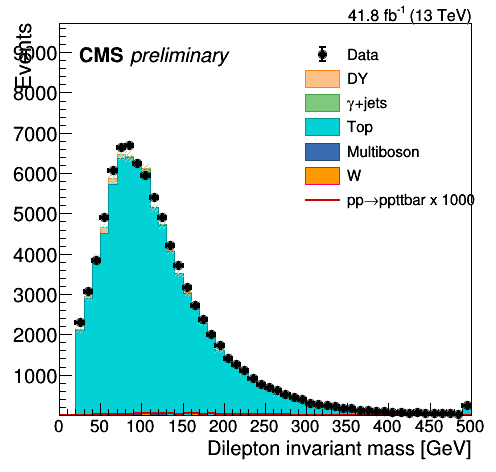 41.8 fb⁻¹ (13 TeV)
Events
CMS preliminary
Data
DY
γ+jets
Top
Multiboson
W
pp→ppttbar x 1000
9000
8000
7000
6000
5000
4000
3000
2000
1000
0 50 100 150 200 250 300 350 400 450 500
Dilepton invariant mass [GeV]